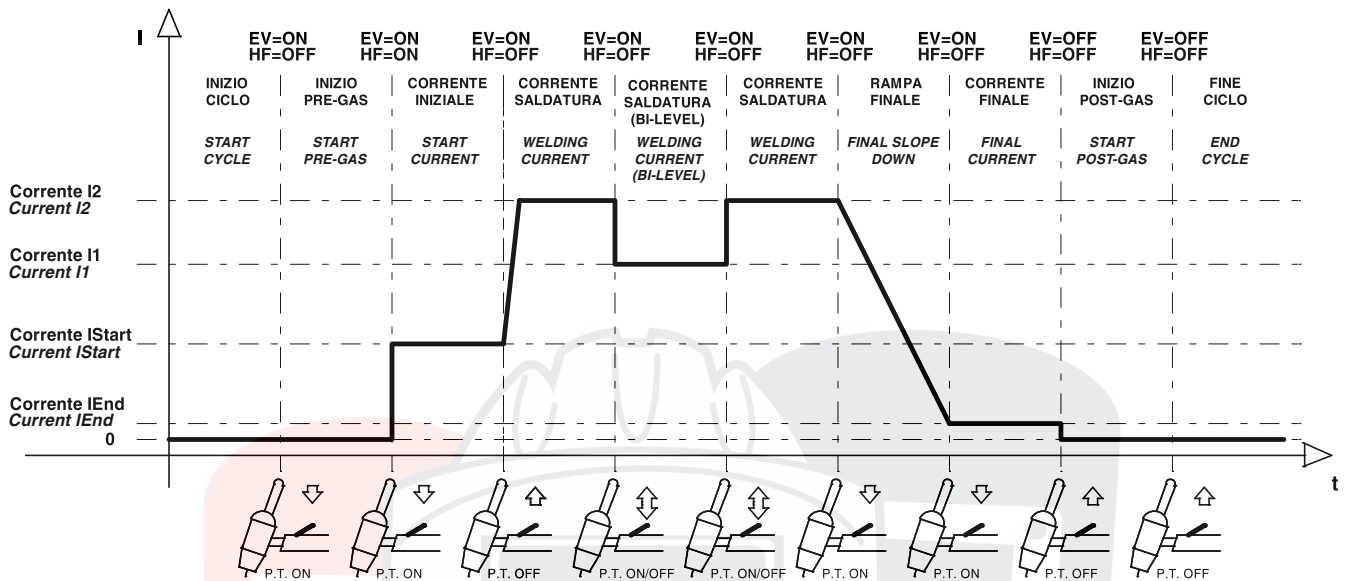 I
EV=ON EV=ON EV=ON EV=ON EV=ON EV=ON EV=ON EV=OFF EV=OFF
HF=OFF HF=ON HF=OFF HF=OFF HF=OFF HF=OFF HF=OFF HF=OFF HF=OFF
INIZIO
CICLO
START
CYCLE
INIZIO
PRE-GAS
START
PRE-GAS
CORRENTE
INIZIALE
START
CURRENT
CORRENTE
SALDATURA
WELDING
CURRENT
CORRENTE
SALDATURA
(BI-LEVEL)
WELDING
CURRENT
(BI-LEVEL)
CORRENTE
SALDATURA
WELDING
CURRENT
RAMPA
FINALE
FINAL SLOPE
DOWN
CORRENTE
FINALE
FINAL
CURRENT
INIZIO
POST-GAS
START
POST-GAS
FINE
CICLO
END
CYCLE
Corrente I2
Current I2
Corrente I1
Current I1
Corrente IStart
Current IStart
Corrente IEnd
Current IEnd
0
t
P.T. ON P.T. ON P.T. OFF P.T. ON/OFF P.T. ON/OFF P.T. ON P.T. ON P.T. OFF P.T. OFF